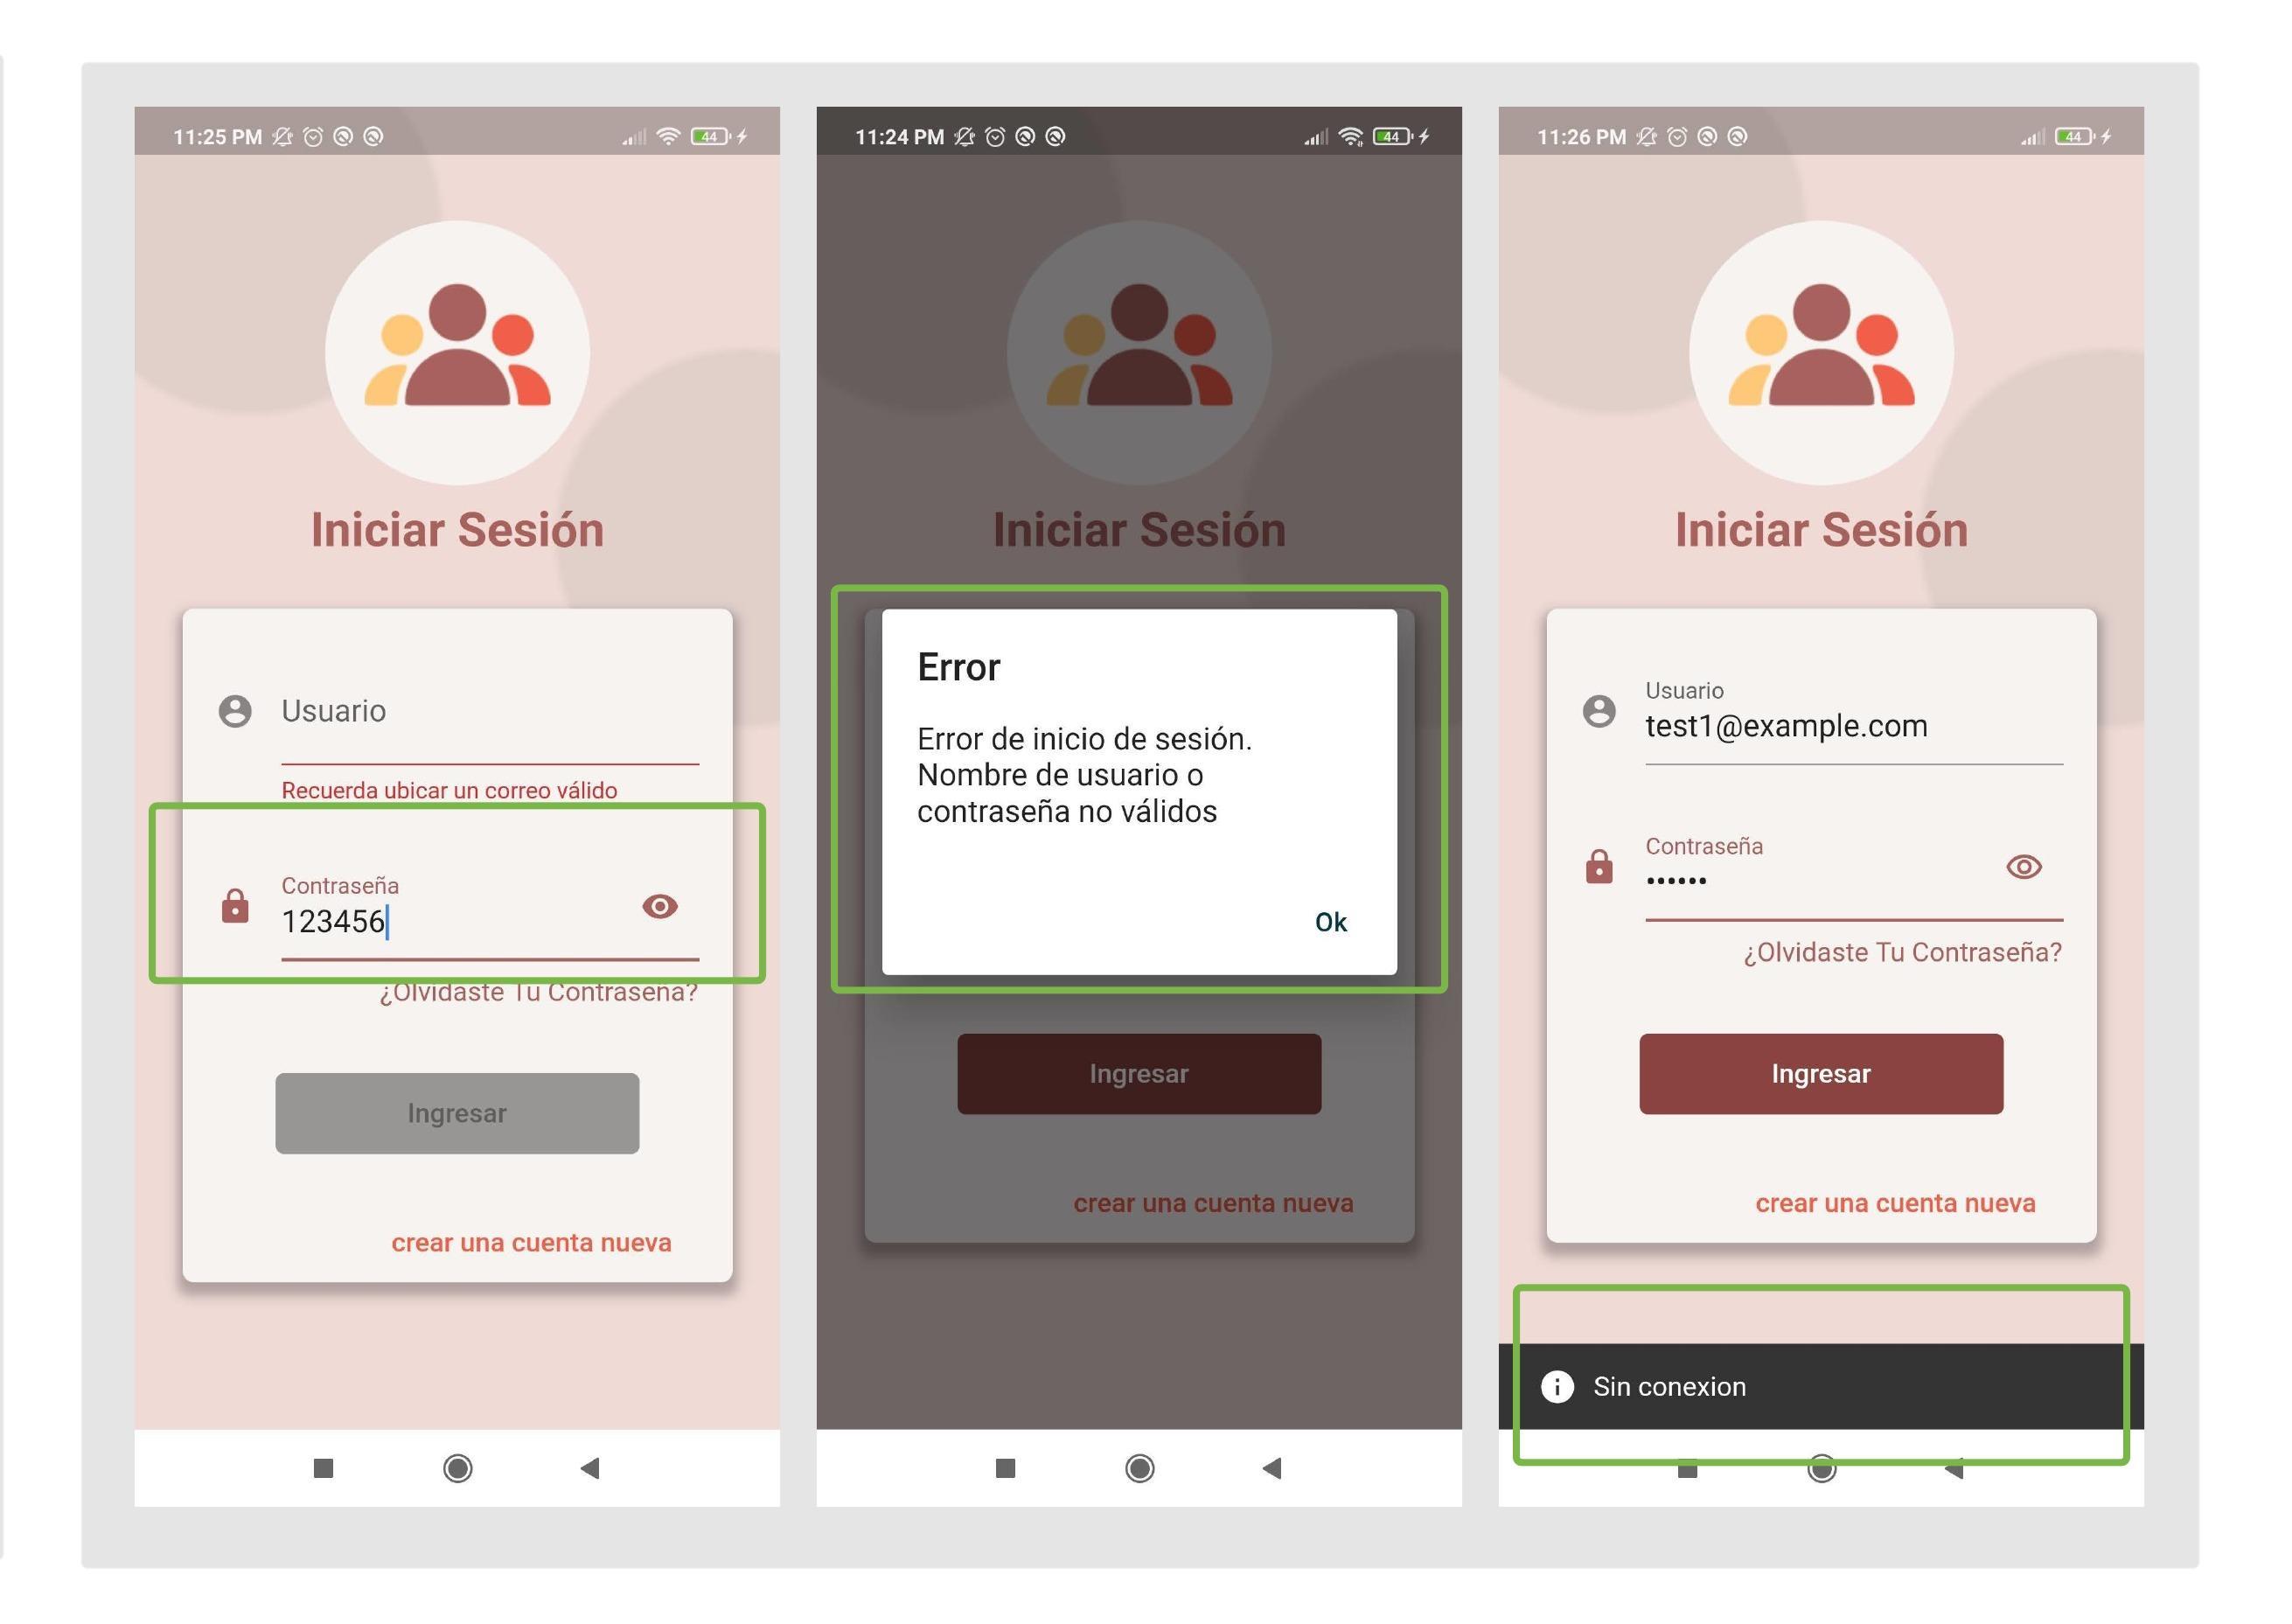 11:25 PM
44
Iniciar Sesión
Usuario
Recuerda ubicar un correo válido
Contraseña
123456
¿Olvidaste Tu Contraseña?
Ingresar
crear una cuenta nueva
11:24 PM
44
Iniciar Sesión
Error
Error de inicio de sesión.
Nombre de usuario o
contraseña no válidos
Ok
Ingresar
crear una cuenta nueva
11:26 PM
44
Iniciar Sesión
Usuario
test1@example.com
Contraseña
••••••
¿Olvidaste Tu Contraseña?
Ingresar
crear una cuenta nueva
Sin conexion